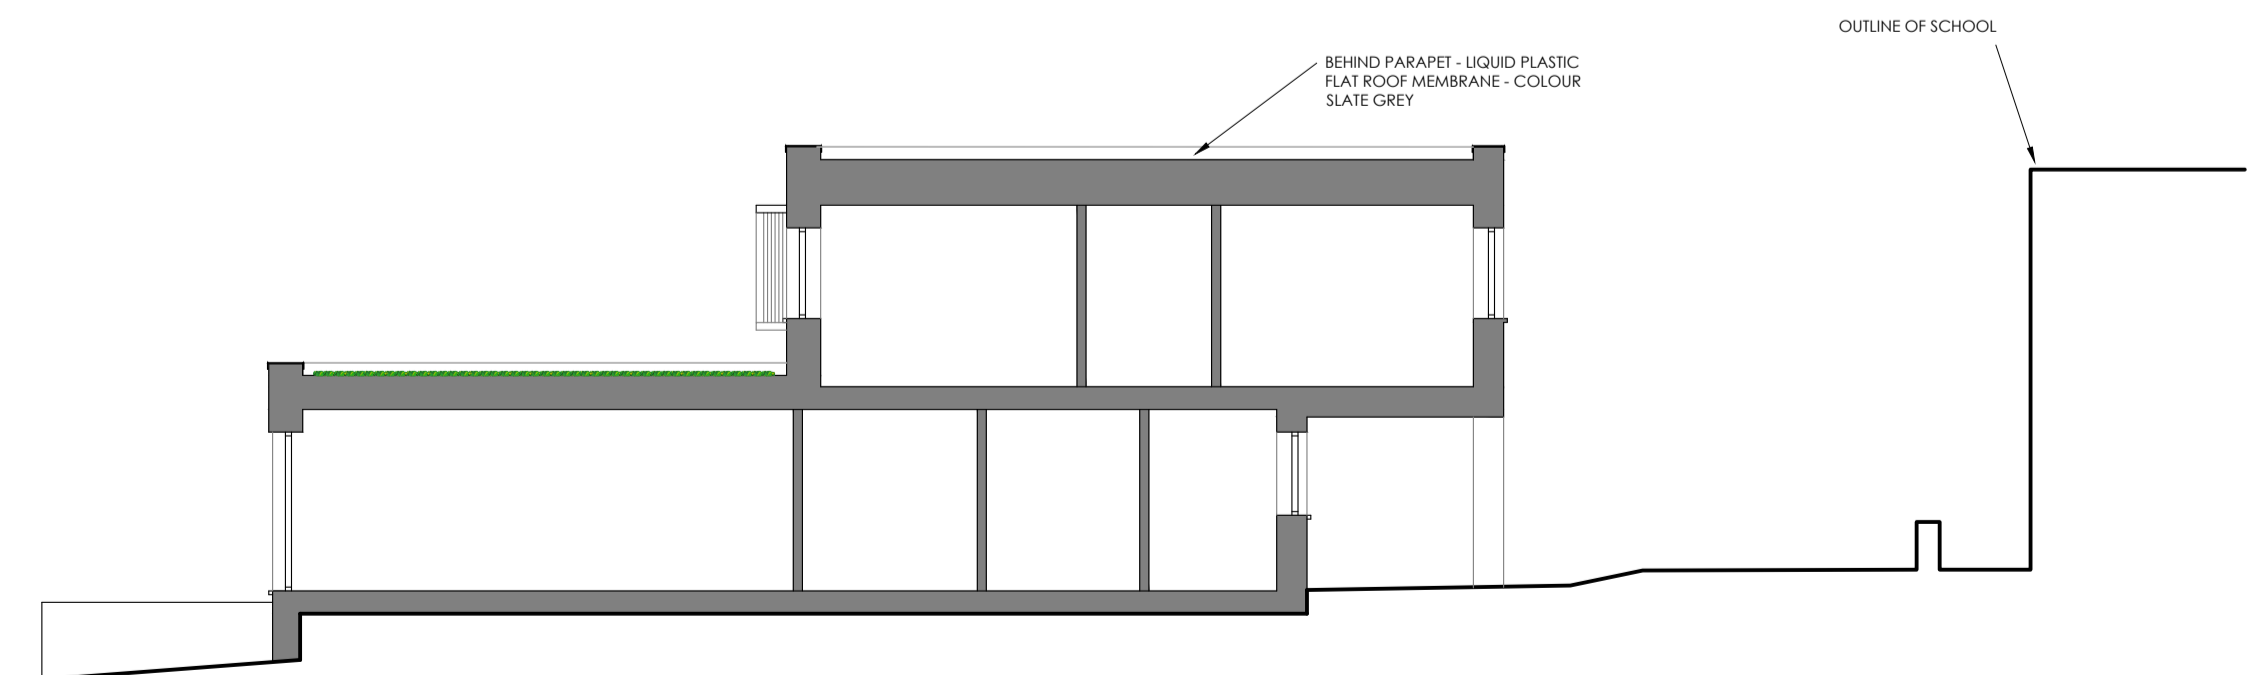 OUTLINE OF SCHOOL
BEHIND PARAPET - LIQUID PLASTIC
FLAT ROOF MEMBRANE - COLOUR
SLATE GREY